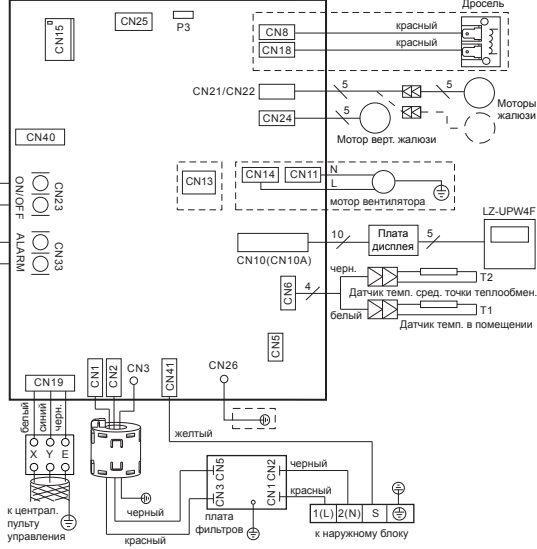 Дросель
CN15
CN25
P3
CN8
красный
CN18
красный
CN21/CN22
5
5
Моторы
жалюзи
CN24
5
Мотор верт. жалюзи
CN40
CN13
CN14
CN11
N
L
мотор вентилятора
ON/OFF
CN23
ALARM
CN33
LZ-UPW4F
CN10(CN10A)
10
Плата
дисплея
5
черн.
T2
CN6
4
Датчик темп. сред. точки теплообмен.
белый
T1
Датчик темп. в помещении
CN5
CN19
CN1
CN2
CN3
CN41
CN26
белый
синий
черн.
X Y E
желтый
CN5
CN2
черный
CN3
CN1
красный
к централ.
пульту
управления
черный
красный
плата
фильтров
1(L) 2(N) S
к наружному блоку